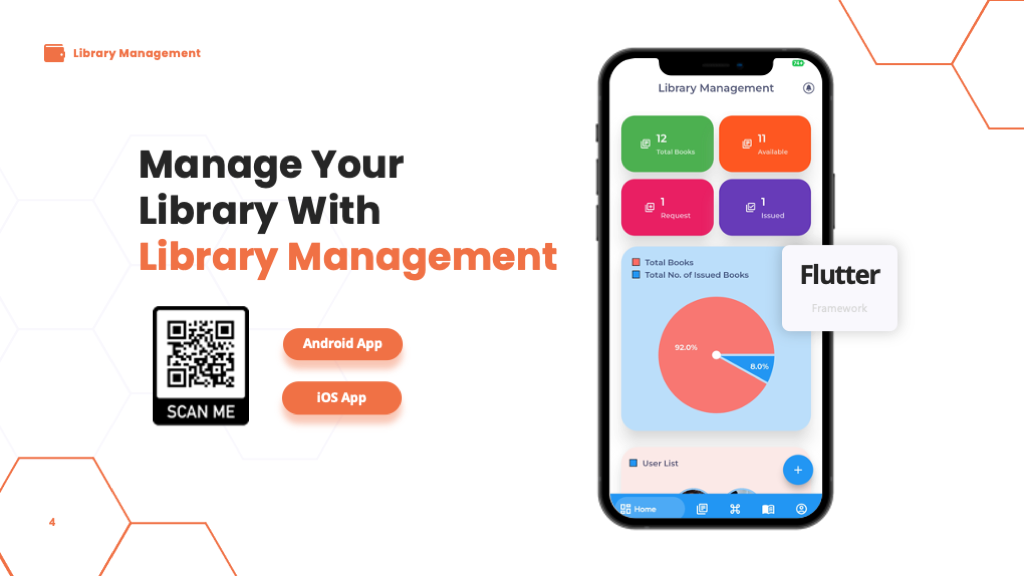 Library Management
Manage Your
Library With
Library Management
SCAN ME
Android App
iOS App
4
Library Management
12
Total Books
11
Available
1
Request
1
Issued
Total Books
Total No. of Issued Books
92.0%
8.0%
Flutter
Framework
User List
+
Home